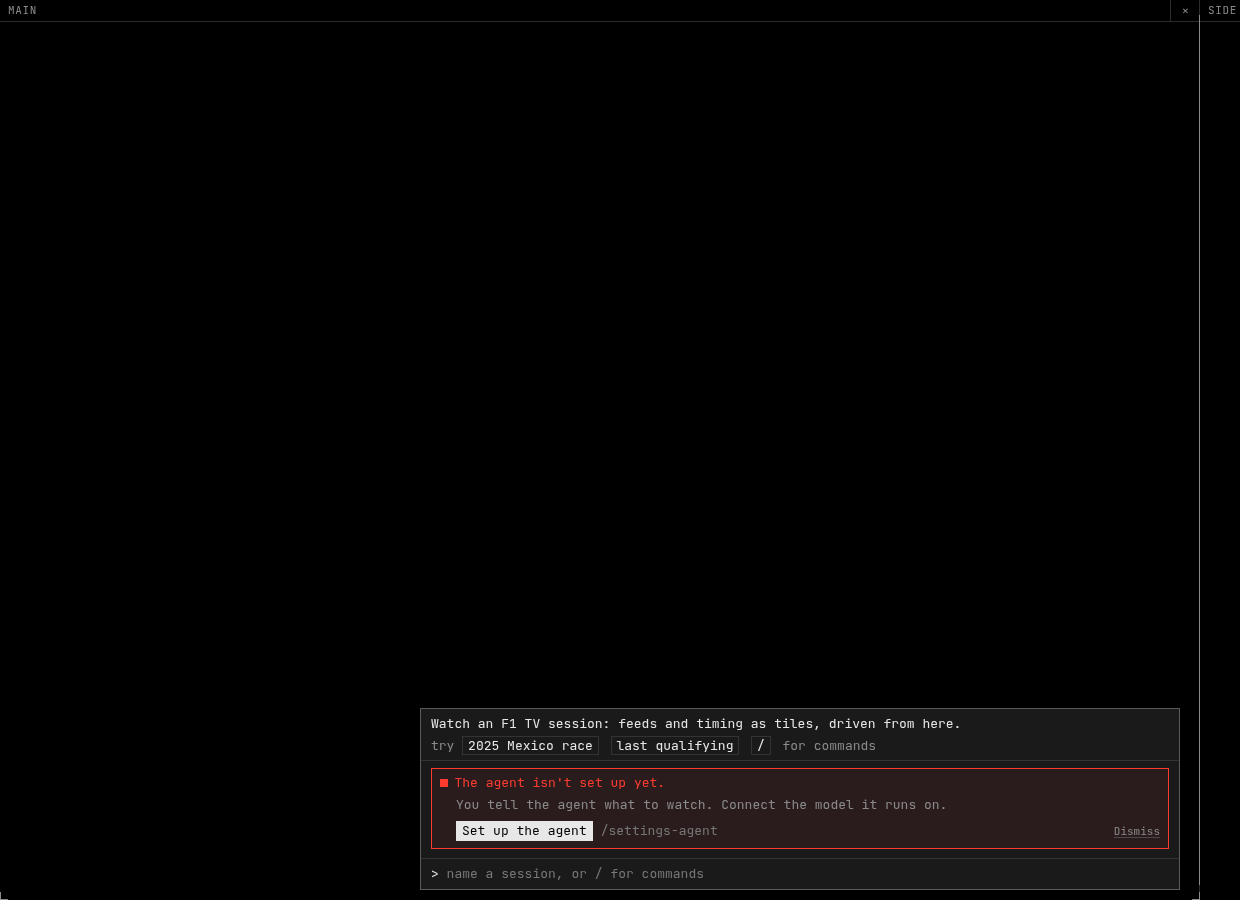 MAIN × SIDE
Watch an F1 TV session: feeds and timing as tiles, driven from here.
try 2025 Mexico race last qualifying / for commands
The agent isn't set up yet.
You tell the agent what to watch. Connect the model it runs on.
Set up the agent /settings-agent Dismiss
> name a session, or / for commands